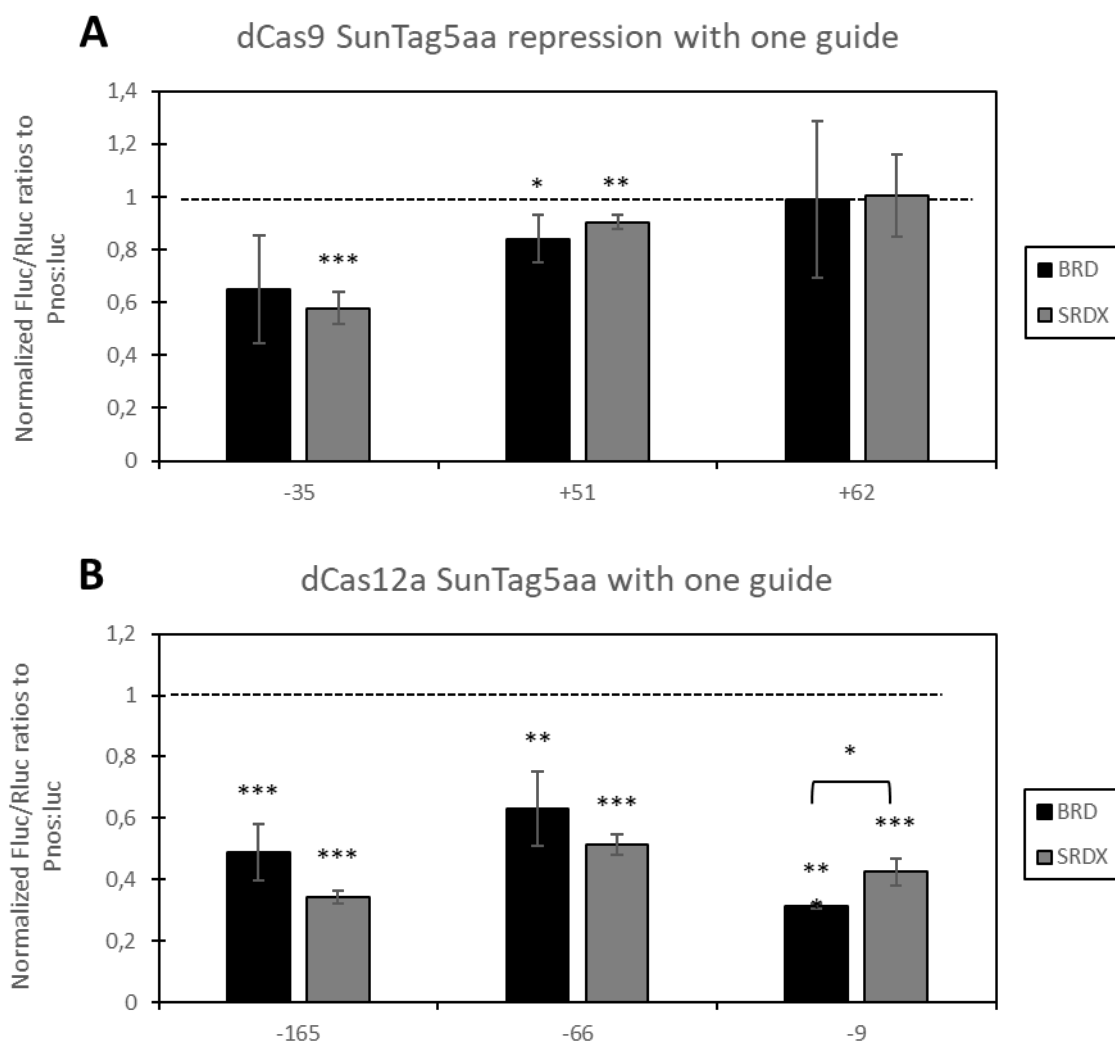 A
dCas9 SunTag5aa repression with one guide
Normalized Fluc/Rluc ratios to
Pnos:luc
1,4
1,2
1
0,8
0,6
0,4
0,2
0
***
*
**
-35
+51
+62
BRD
SRDX
B
dCas12a SunTag5aa with one guide
Normalized Fluc/Rluc ratios to
Pnos:luc
1,2
1
0,8
0,6
0,4
0,2
0
***
***
**
***
*
**
*
***
-165
-66
-9
BRD
SRDX